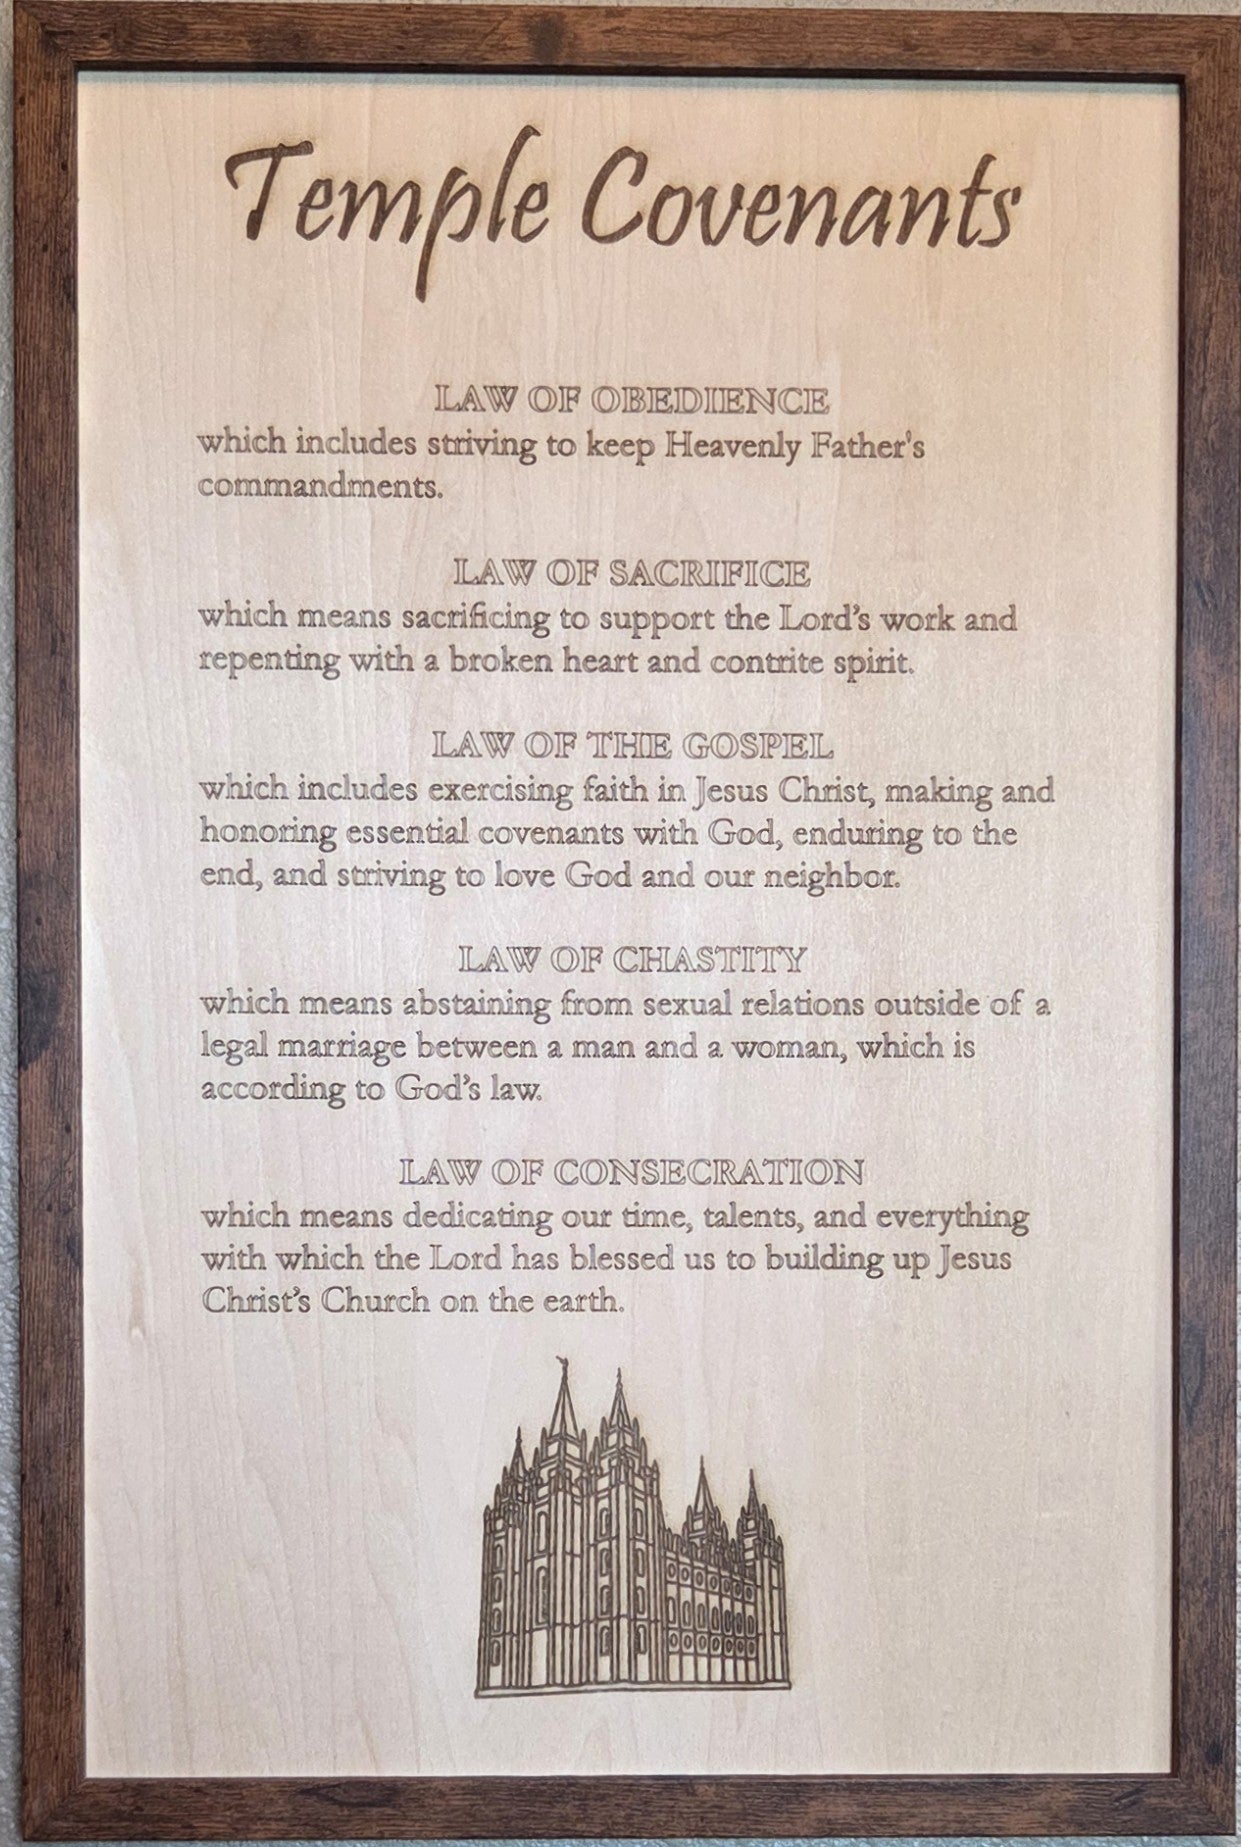 Temple Covenants
LAW OF OBEDIENCE
which includes striving to keep Heavenly Father's
commandments.
LAW OF SACRIFICE
which means sacrificing to support the Lord’s work and
repenting with a broken heart and contrite spirit.
LAW OF THE GOSPEL
which includes exercising faith in Jesus Christ, making and
honoring essential covenants with God, enduring to the
end, and striving to love God and our neighbor.
LAW OF CHASTITY
which means abstaining from sexual relations outside of a
legal marriage between a man and a woman, which is
according to God’s law.
LAW OF CONSECRATION
which means dedicating our time, talents, and everything
with which the Lord has blessed us to building up Jesus
Christ’s Church on the earth.